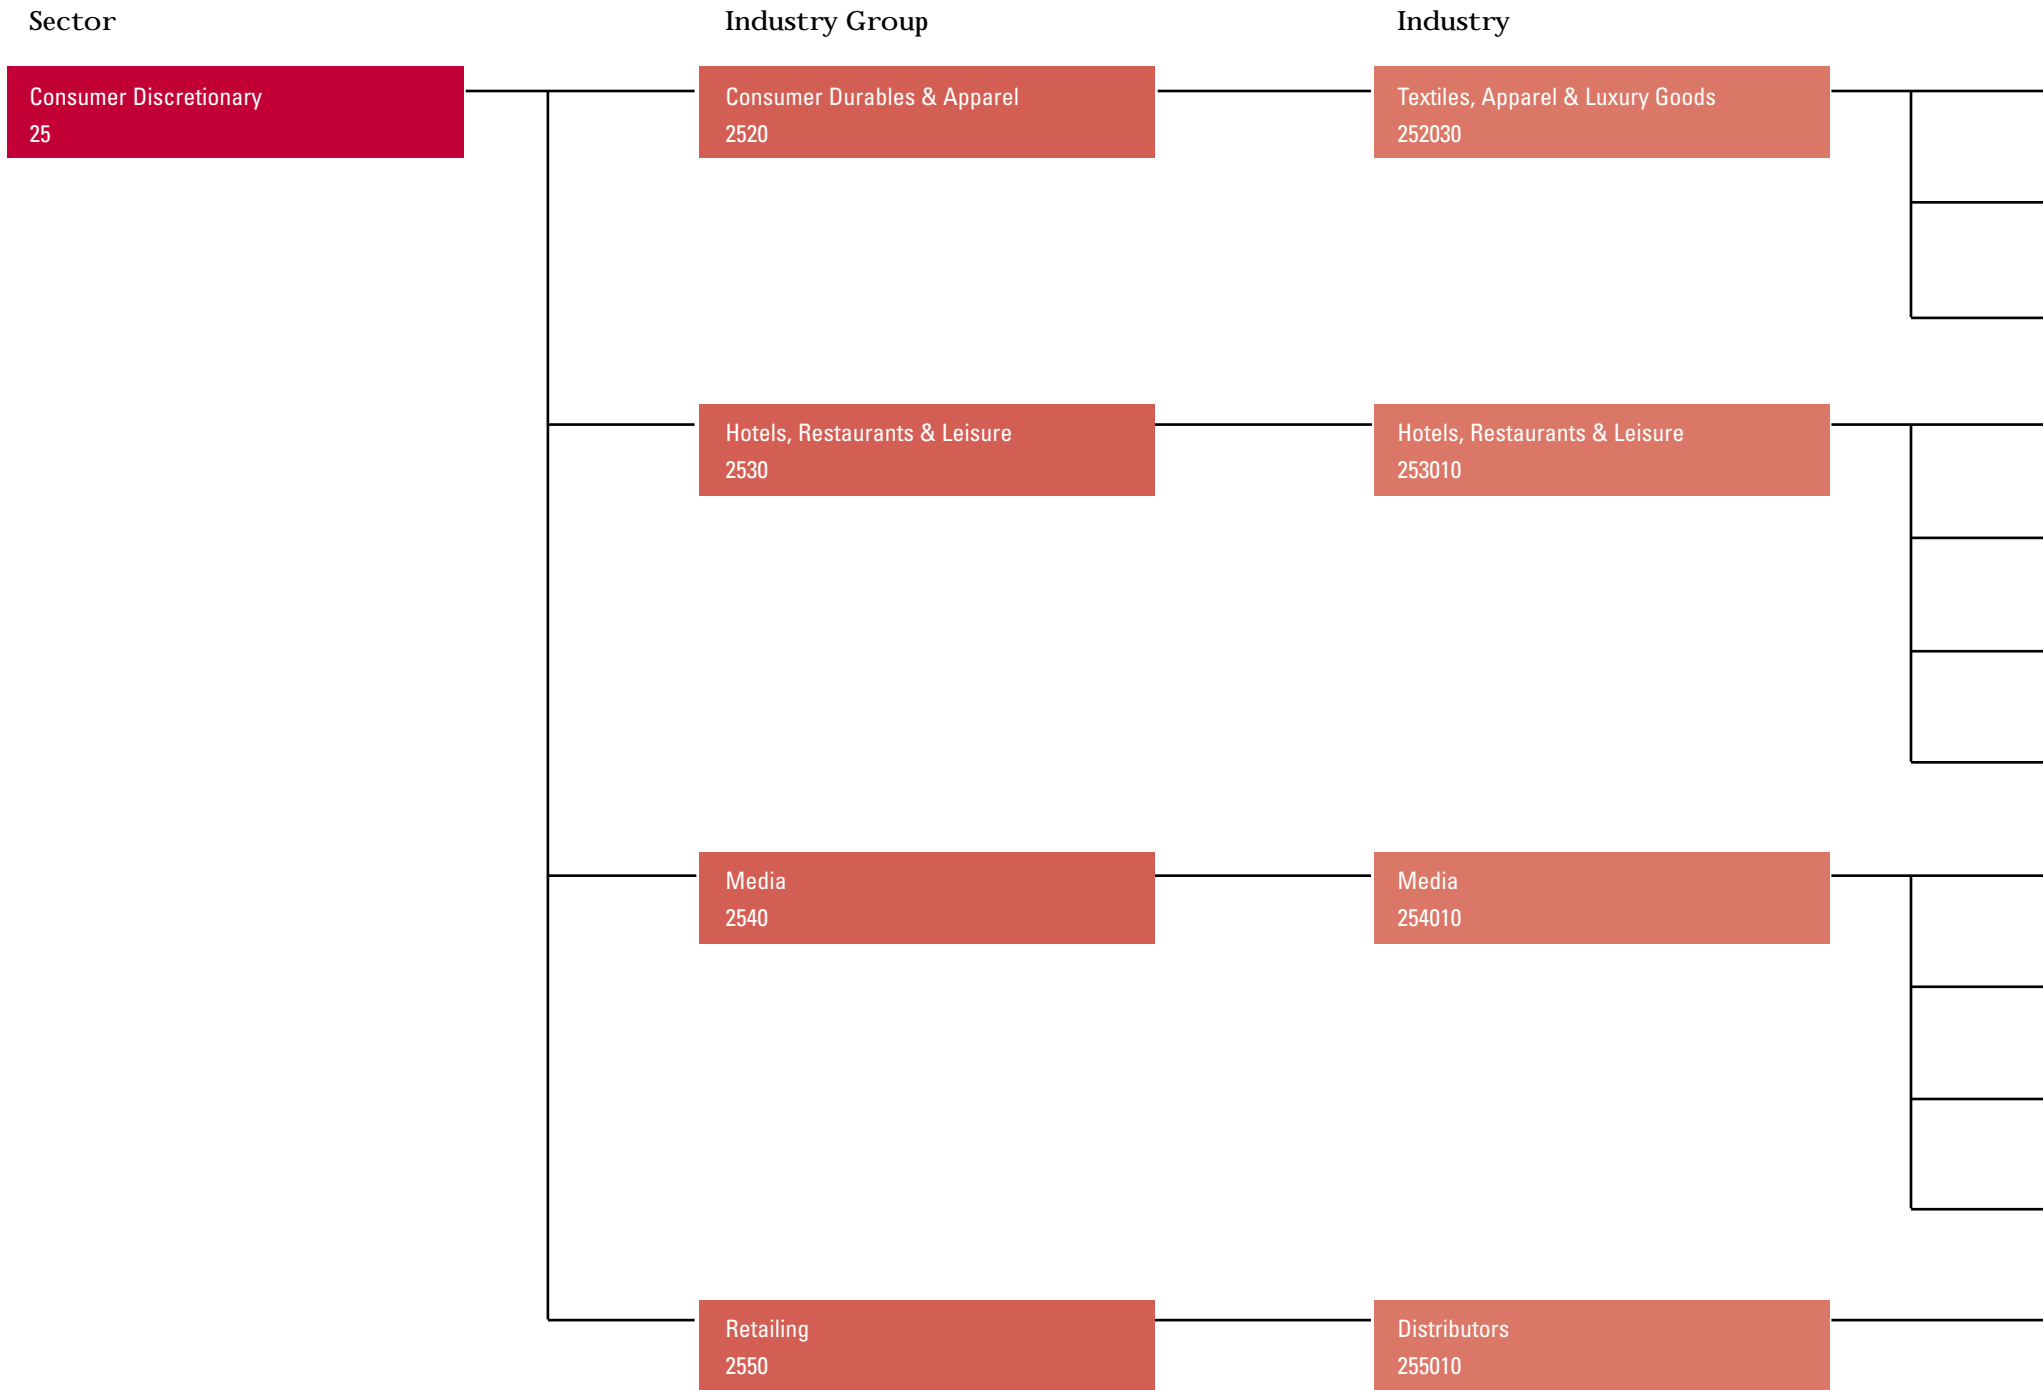 Sector
Industry Group
Industry
Consumer Discretionary
25
Consumer Durables & Apparel
2520
Textiles, Apparel & Luxury Goods
252030
Hotels, Restaurants & Leisure
2530
Hotels, Restaurants & Leisure
253010
Media
2540
Media
254010
Retailing
2550
Distributors
255010